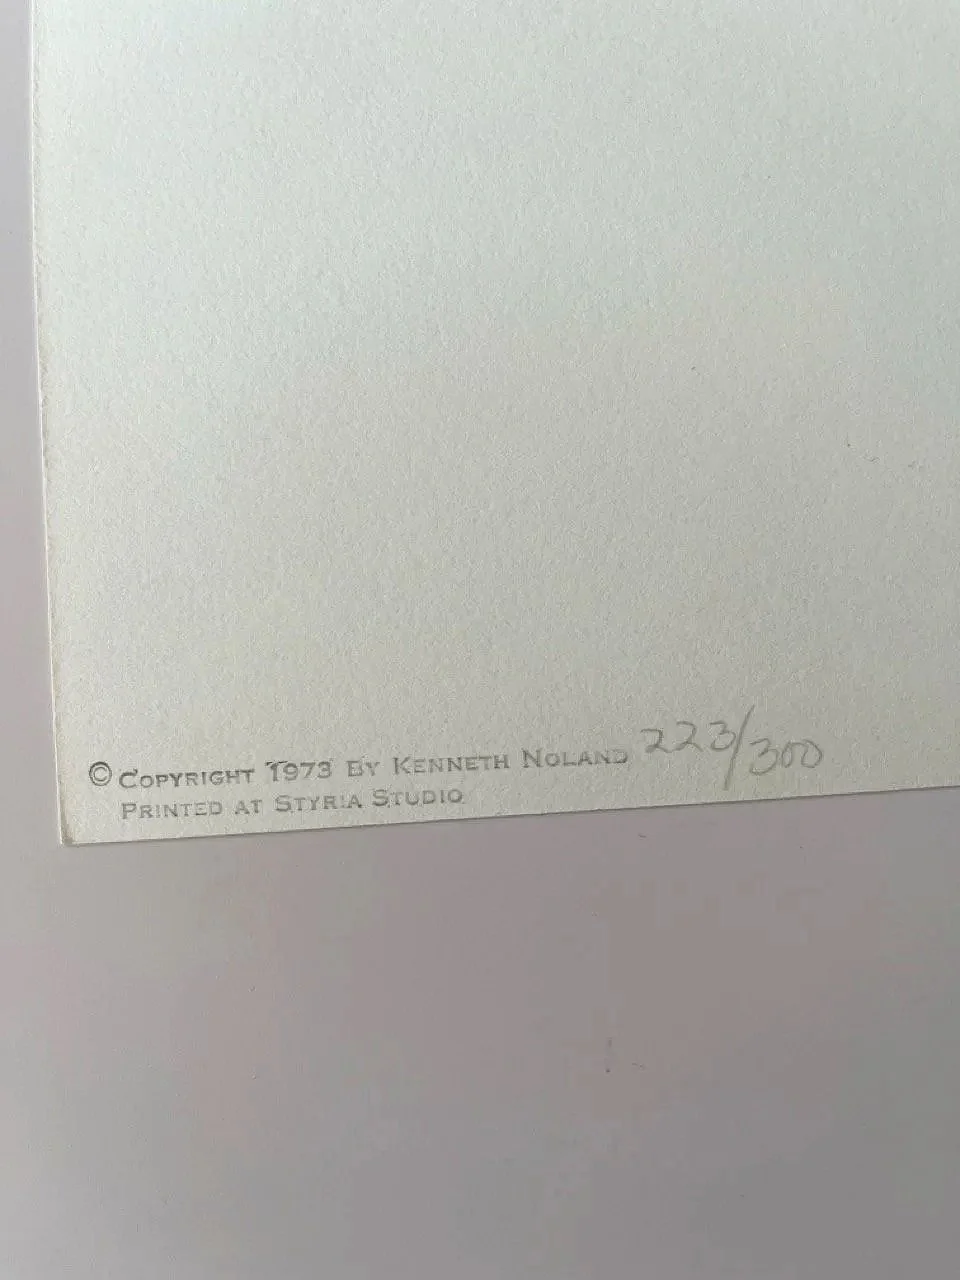 © COPYRIGHT 1973 BY KENNETH NOLAND 223/300
PRINTED AT STYRIA STUDIO